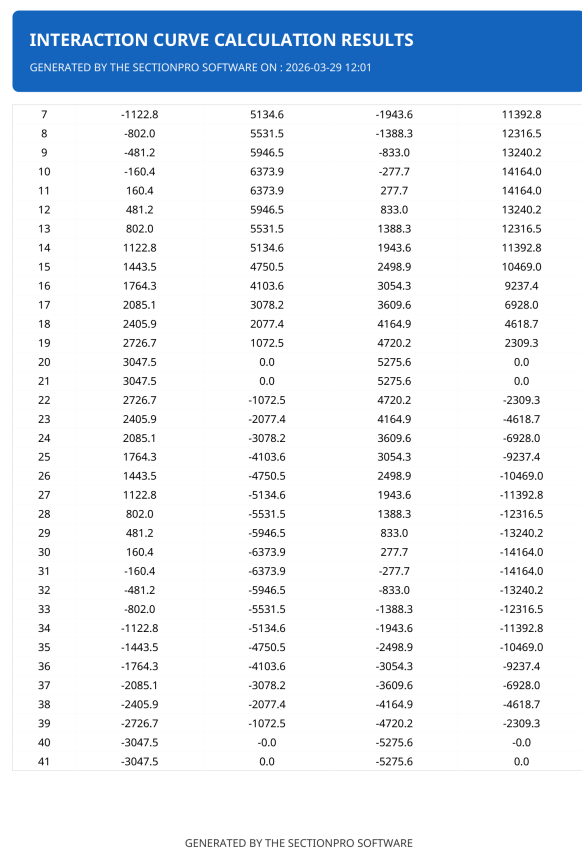 INTERACTION CURVE CALCULATION RESULTS
GENERATED BY THE SECTIONPRO SOFTWARE ON : 2026-03-29 12:01
7 -1122.8 5134.6 -1943.6 11392.8
8 -802.0 5531.5 -1388.3 12316.5
9 -481.2 5946.5 -833.0 13240.2
10 -160.4 6373.9 -277.7 14164.0
11 160.4 6373.9 277.7 14164.0
12 481.2 5946.5 833.0 13240.2
13 802.0 5531.5 1388.3 12316.5
14 1122.8 5134.6 1943.6 11392.8
15 1443.5 4750.5 2498.9 10469.0
16 1764.3 4103.6 3054.3 9237.4
17 2085.1 3078.2 3609.6 6928.0
18 2405.9 2077.4 4164.9 4618.7
19 2726.7 1072.5 4720.2 2309.3
20 3047.5 0.0 5275.6 0.0
21 3047.5 0.0 5275.6 0.0
22 2726.7 -1072.5 4720.2 -2309.3
23 2405.9 -2077.4 4164.9 -4618.7
24 2085.1 -3078.2 3609.6 -6928.0
25 1764.3 -4103.6 3054.3 -9237.4
26 1443.5 -4750.5 2498.9 -10469.0
27 1122.8 -5134.6 1943.6 -11392.8
28 802.0 -5531.5 1388.3 -12316.5
29 481.2 -5946.5 833.0 -13240.2
30 160.4 -6373.9 277.7 -14164.0
31 -160.4 -6373.9 -277.7 -14164.0
32 -481.2 -5946.5 -833.0 -13240.2
33 -802.0 -5531.5 -1388.3 -12316.5
34 -1122.8 -5134.6 -1943.6 -11392.8
35 -1443.5 -4750.5 -2498.9 -10469.0
36 -1764.3 -4103.6 -3054.3 -9237.4
37 -2085.1 -3078.2 -3609.6 -6928.0
38 -2405.9 -2077.4 -4164.9 -4618.7
39 -2726.7 -1072.5 -4720.2 -2309.3
40 -3047.5 -0.0 -5275.6 -0.0
41 -3047.5 0.0 -5275.6 0.0
GENERATED BY THE SECTIONPRO SOFTWARE